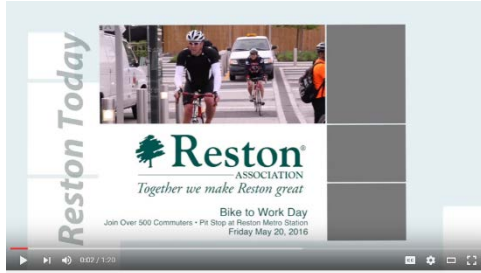 Reston Today
Reston®
ASSOCIATION
Together we make Reston great
Bike to Work Day
Join Over 500 Commuters • Pit Stop at Reston Metro Station
Friday May 20, 2016
0:02 / 1:20
CC